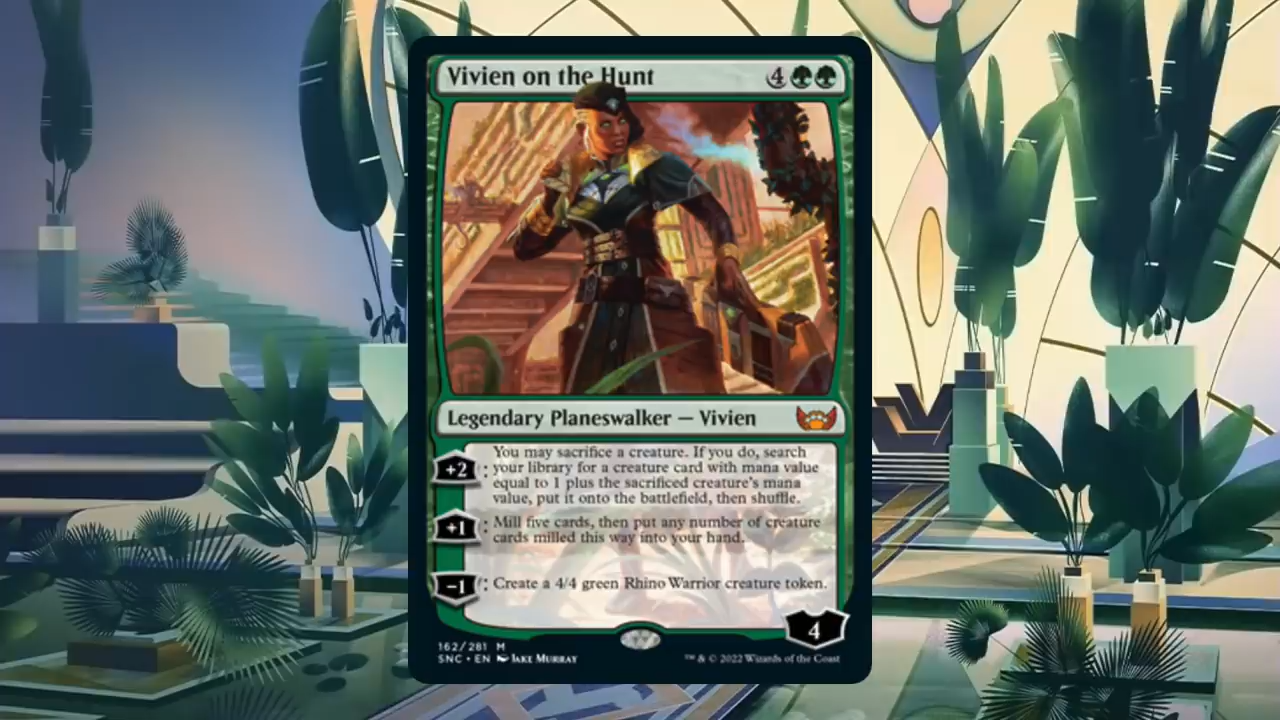 Vivien on the Hunt 4
Legendary Planeswalker — Vivien
You may sacrifice a creature. If you do, search
+2 : your library for a creature card with mana value
equal to 1 plus the sacrificed creature's mana
value, put it onto the battlefield, then shuffle.
+1 : Mill five cards, then put any number of creature
cards milled this way into your hand.
−1 : Create a 4/4 green Rhino Warrior creature token.
4
162/281 M
SNC • EN Jake Murray
™ & © 2022 Wizards of the Coast